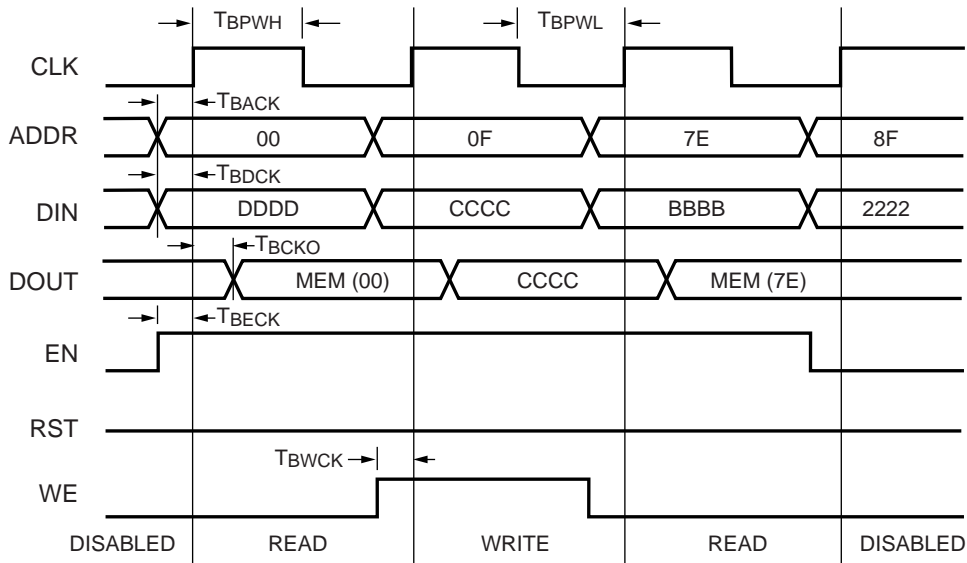 TBPWH TBPWL
CLK
TBACK
ADDR 00 0F 7E 8F
TBDCK
DIN DDDD CCCC BBBB 2222
TBCKO
DOUT MEM (00) CCCC MEM (7E)
TBECK
EN
RST
TBWCK
WE
DISABLED READ WRITE READ DISABLED